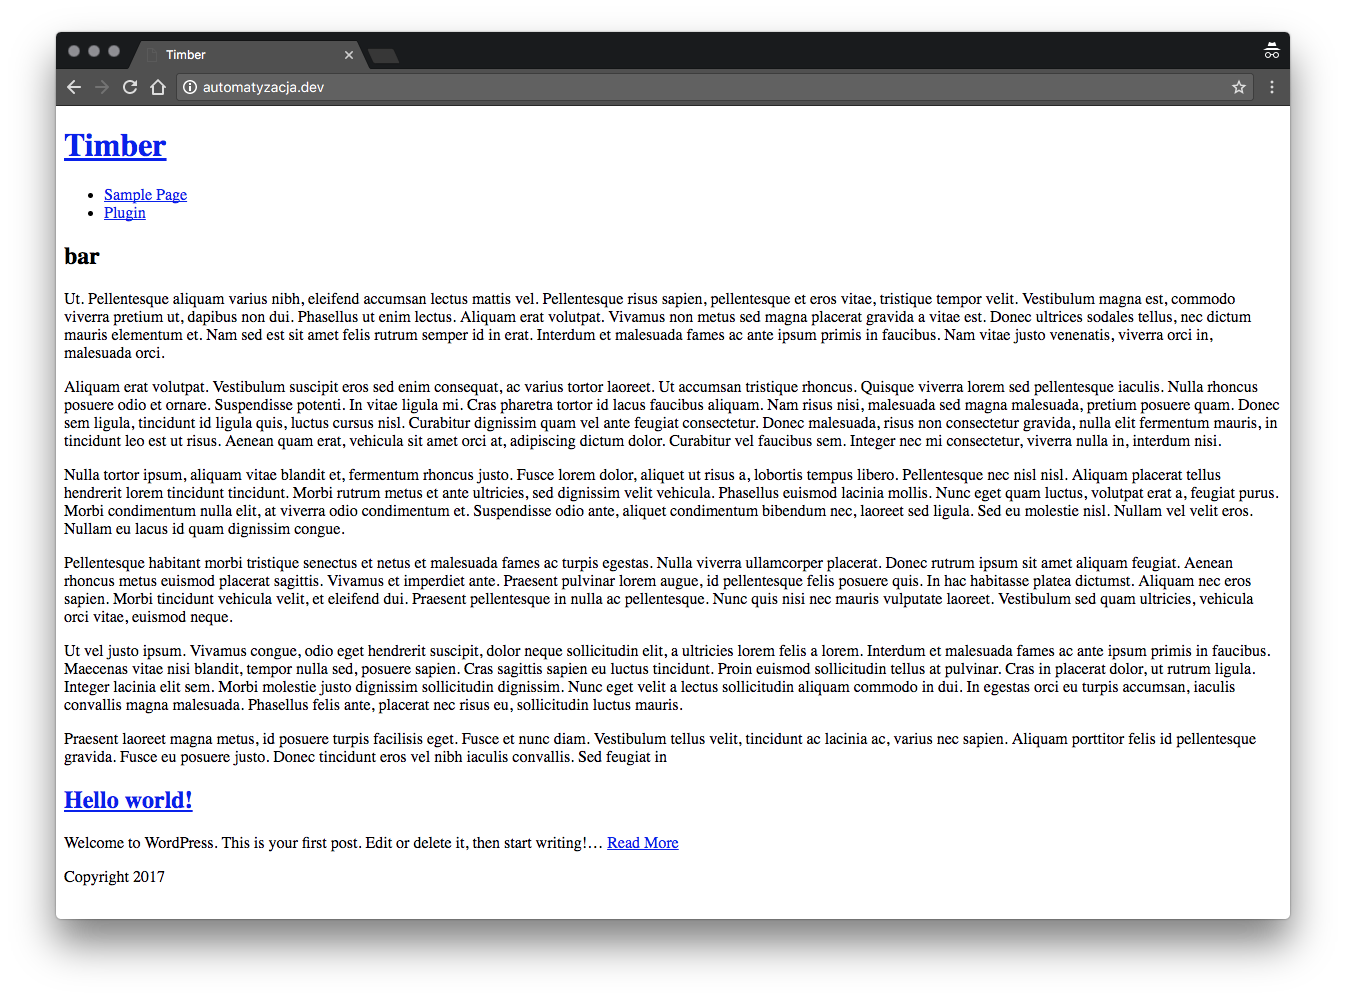 Timber
automatyzacja.dev
Timber
Sample Page
Plugin
bar
Ut. Pellentesque aliquam varius nibh, eleifend accumsan lectus mattis vel. Pellentesque risus sapien, pellentesque et eros vitae, tristique tempor velit. Vestibulum magna est, commodo
viverra pretium ut, dapibus non dui. Phasellus ut enim lectus. Aliquam erat volutpat. Vivamus non metus sed magna placerat gravida a vitae est. Donec ultrices sodales tellus, nec dictum
mauris elementum et. Nam sed est sit amet felis rutrum semper id in erat. Interdum et malesuada fames ac ante ipsum primis in faucibus. Nam vitae justo venenatis, viverra orci in,
malesuada orci.
Aliquam erat volutpat. Vestibulum suscipit eros sed enim consequat, ac varius tortor laoreet. Ut accumsan tristique rhoncus. Quisque viverra lorem sed pellentesque iaculis. Nulla rhoncus
posuere odio et ornare. Suspendisse potenti. In vitae ligula mi. Cras pharetra tortor id lacus faucibus aliquam. Nam risus nisi, malesuada sed magna malesuada, pretium posuere quam. Donec
sem ligula, tincidunt id ligula quis, luctus cursus nisl. Curabitur dignissim quam vel ante feugiat consectetur. Donec malesuada, risus non consectetur gravida, nulla elit fermentum mauris, in
tincidunt leo est ut risus. Aenean quam erat, vehicula sit amet orci at, adipiscing dictum dolor. Curabitur vel faucibus sem. Integer nec mi consectetur, viverra nulla in, interdum nisi.
Nulla tortor ipsum, aliquam vitae blandit et, fermentum rhoncus justo. Fusce lorem dolor, aliquet ut risus a, lobortis tempus libero. Pellentesque nec nisl nisl. Aliquam placerat tellus
hendrerit lorem tincidunt tincidunt. Morbi rutrum metus et ante ultricies, sed dignissim velit vehicula. Phasellus euismod lacinia mollis. Nunc eget quam luctus, volutpat erat a, feugiat purus.
Morbi condimentum nulla elit, at viverra odio condimentum et. Suspendisse odio ante, aliquet condimentum bibendum nec, laoreet sed ligula. Sed eu molestie nisl. Nullam vel velit eros.
Nullam eu lacus id quam dignissim congue.
Pellentesque habitant morbi tristique senectus et netus et malesuada fames ac turpis egestas. Nulla viverra ullamcorper placerat. Donec rutrum ipsum sit amet aliquam feugiat. Aenean
rhoncus metus euismod placerat sagittis. Vivamus et imperdiet ante. Praesent pulvinar lorem augue, id pellentesque felis posuere quis. In hac habitasse platea dictumst. Aliquam nec eros
sapien. Morbi tincidunt vehicula velit, et eleifend dui. Praesent pellentesque in nulla ac pellentesque. Nunc quis nisi nec mauris vulputate laoreet. Vestibulum sed quam ultricies, vehicula
orci vitae, euismod neque.
Ut vel justo ipsum. Vivamus congue, odio eget hendrerit suscipit, dolor neque sollicitudin elit, a ultricies lorem felis a lorem. Interdum et malesuada fames ac ante ipsum primis in faucibus.
Maecenas vitae nisi blandit, tempor nulla sed, posuere sapien. Cras sagittis sapien eu luctus tincidunt. Proin euismod sollicitudin tellus at pulvinar. Cras in placerat dolor, ut rutrum ligula.
Integer lacinia elit sem. Morbi molestie justo dignissim sollicitudin dignissim. Nunc eget velit a lectus sollicitudin aliquam commodo in dui. In egestas orci eu turpis accumsan, iaculis
convallis magna malesuada. Phasellus felis ante, placerat nec risus eu, sollicitudin luctus mauris.
Praesent laoreet magna metus, id posuere turpis facilisis eget. Fusce et nunc diam. Vestibulum tellus velit, tincidunt ac lacinia ac, varius nec sapien. Aliquam porttitor felis id pellentesque
gravida. Fusce eu posuere justo. Donec tincidunt eros vel nibh iaculis convallis. Sed feugiat in
Hello world!
Welcome to WordPress. This is your first post. Edit or delete it, then start writing!… Read More
Copyright 2017